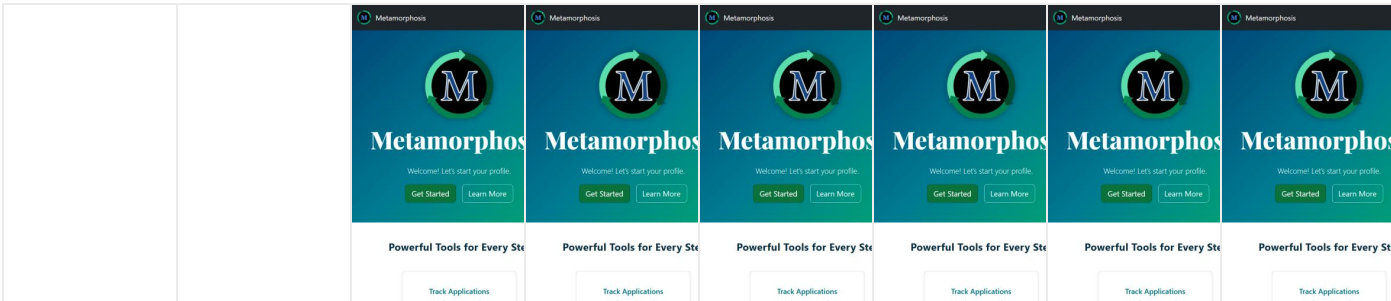 M Metamorphosis M Metamorphosis M Metamorphosis M Metamorphosis M Metamorphosis M Metamorphosis
M M M M M M
Metamorphos Metamorphos Metamorphos Metamorphos Metamorphos Metamorphos
Welcome! Let's start your profile. Welcome! Let's start your profile. Welcome! Let's start your profile. Welcome! Let's start your profile. Welcome! Let's start your profile. Welcome! Let's start your profile.
Get Started Learn More Get Started Learn More Get Started Learn More Get Started Learn More Get Started Learn More Get Started Learn More
Powerful Tools for Every Ste Powerful Tools for Every Ste Powerful Tools for Every Ste Powerful Tools for Every Ste Powerful Tools for Every Ste Powerful Tools for Every St
Track Applications Track Applications Track Applications Track Applications Track Applications Track Applications